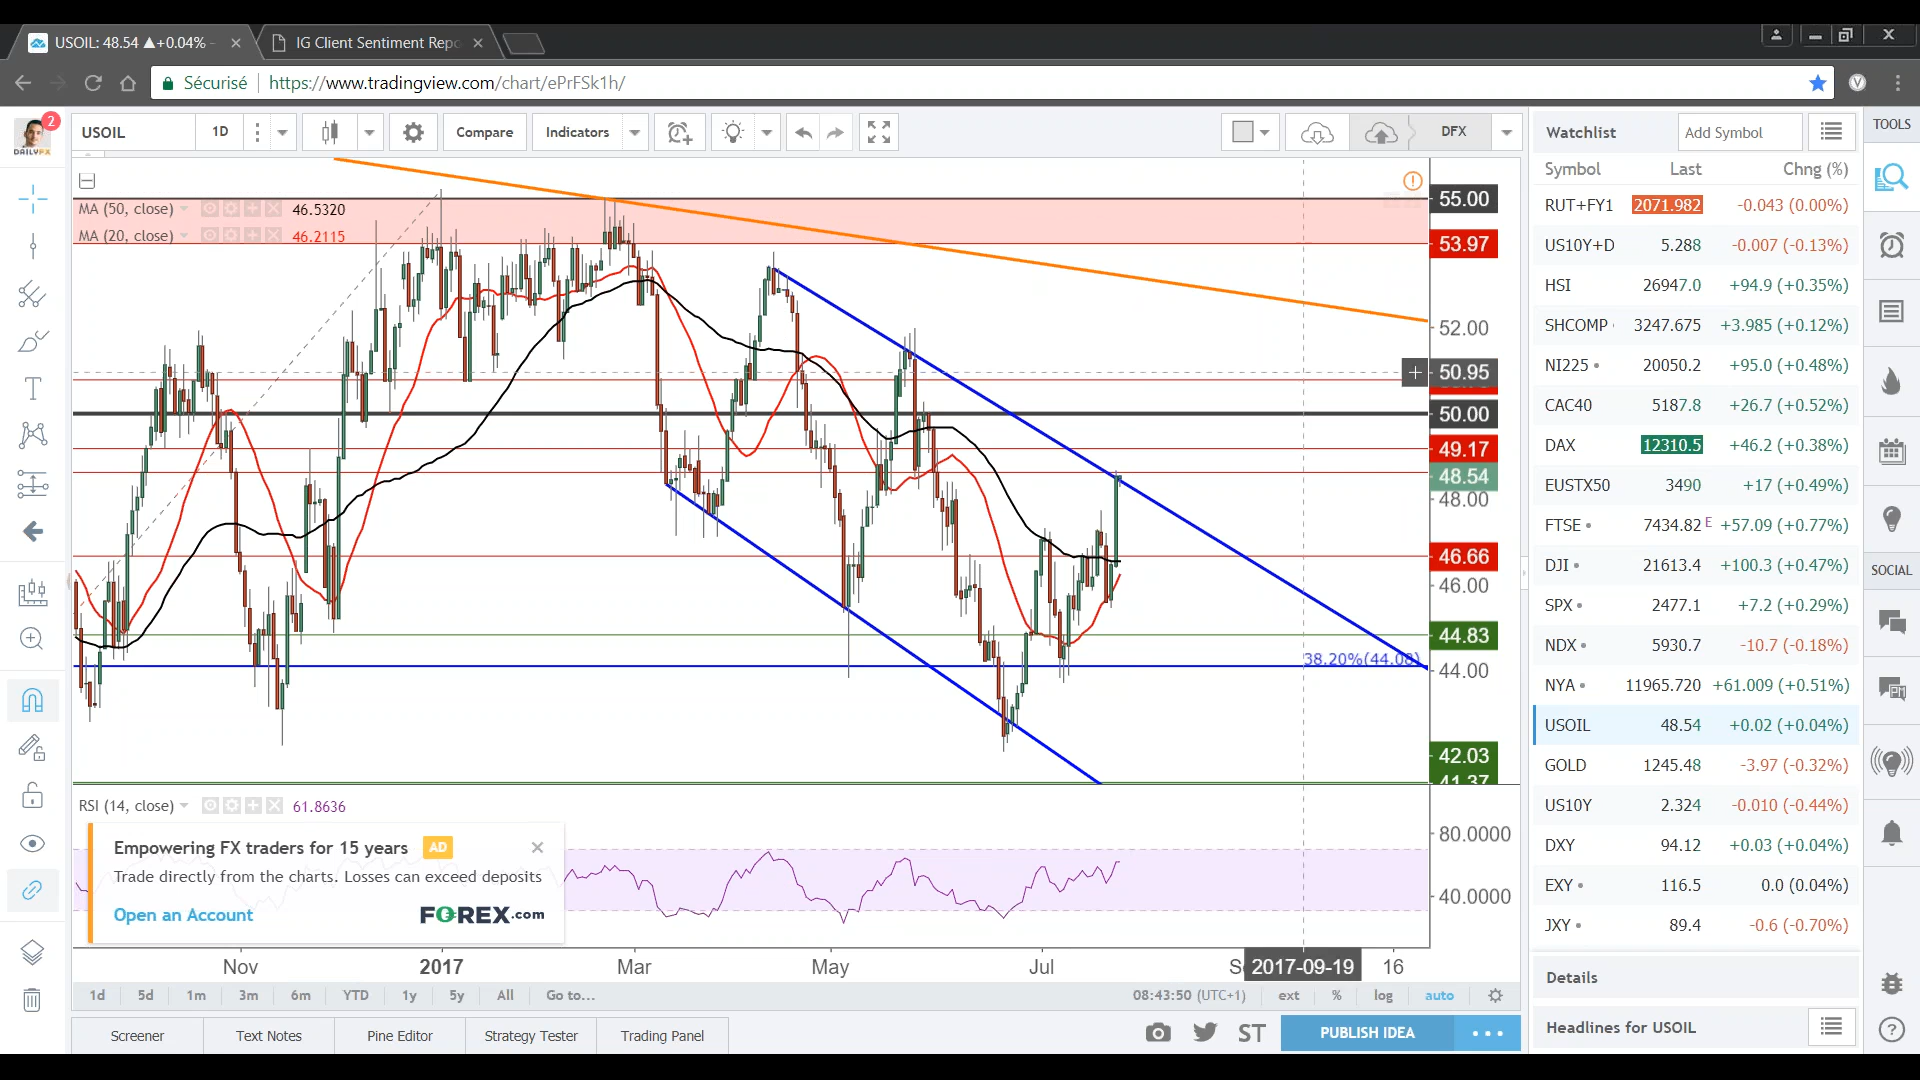 USOIL: 48.54 ▲+0.04% -
IG Client Sentiment Repo
Sécurisé
https://www.tradingview.com/chart/ePrFSk1h/
2
DAILYFX
USOIL
1D
Compare
Indicators
DFX
Watchlist
Add Symbol
TOOLS
Symbol Last Chng (%)
RUT+FY1 2071.982 -0.043 (0.00%)
US10Y+D 5.288 -0.007 (-0.13%)
HSI 26947.0 +94.9 (+0.35%)
SHCOMP 3247.675 +3.985 (+0.12%)
NI225 20050.2 +95.0 (+0.48%)
CAC40 5187.8 +26.7 (+0.52%)
DAX 12310.5 +46.2 (+0.38%)
EUSTX50 3490 +17 (+0.49%)
FTSE 7434.82 E +57.09 (+0.77%)
DJI 21613.4 +100.3 (+0.47%)
SPX 2477.1 +7.2 (+0.29%)
NDX 5930.7 -10.7 (-0.18%)
NYA 11965.720 +61.009 (+0.51%)
USOIL 48.54 +0.02 (+0.04%)
GOLD 1245.48 -3.97 (-0.32%)
US10Y 2.324 -0.010 (-0.44%)
DXY 94.12 +0.03 (+0.04%)
EXY 116.5 0.0 (0.04%)
JXY 89.4 -0.6 (-0.70%)
Details
Headlines for USOIL
SOCIAL
MA (50, close) 46.5320
MA (20, close) 46.2115
55.00
53.97
52.00
50.95
50.00
49.17
48.54
48.00
46.66
46.00
44.83
38.20%(44.08)
44.00
42.03
41.37
RSI (14, close) 61.8636
80.0000
40.0000
Empowering FX traders for 15 years AD
Trade directly from the charts. Losses can exceed deposits
Open an Account
FOREX.com
Nov 2017 Mar May Jul 2017-09-19 16
1d 5d 1m 3m 6m YTD 1y 5y All Go to...
08:43:50 (UTC+1) ext % log auto
Screener Text Notes Pine Editor Strategy Tester Trading Panel
ST
PUBLISH IDEA